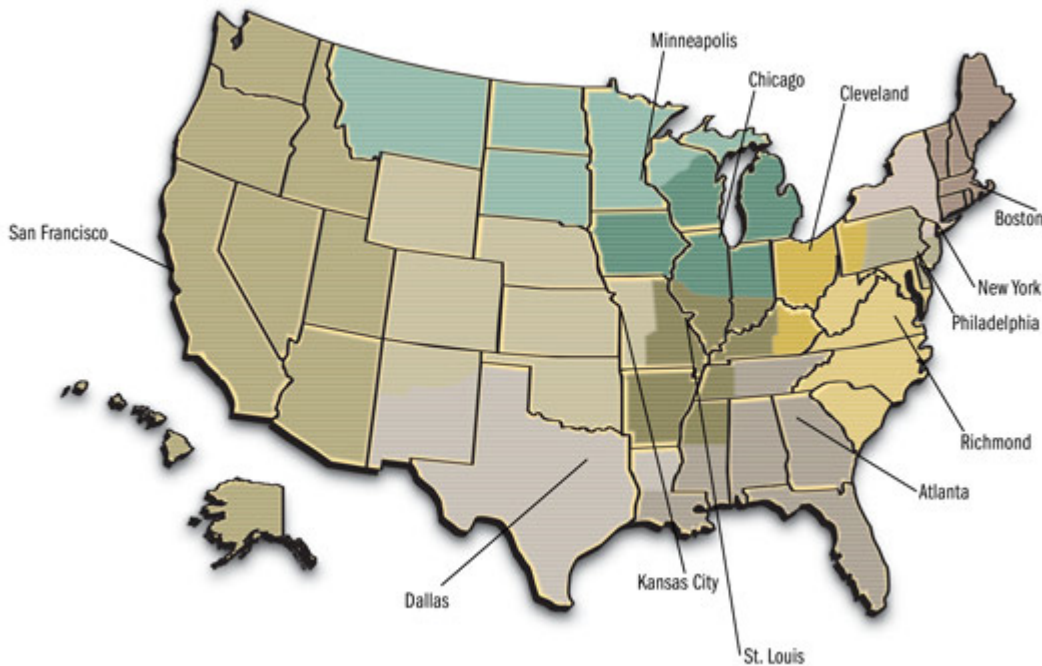 Minneapolis
Chicago
Cleveland
San Francisco
Boston
New York
Philadelphia
Richmond
Atlanta
Kansas City
Dallas
St. Louis